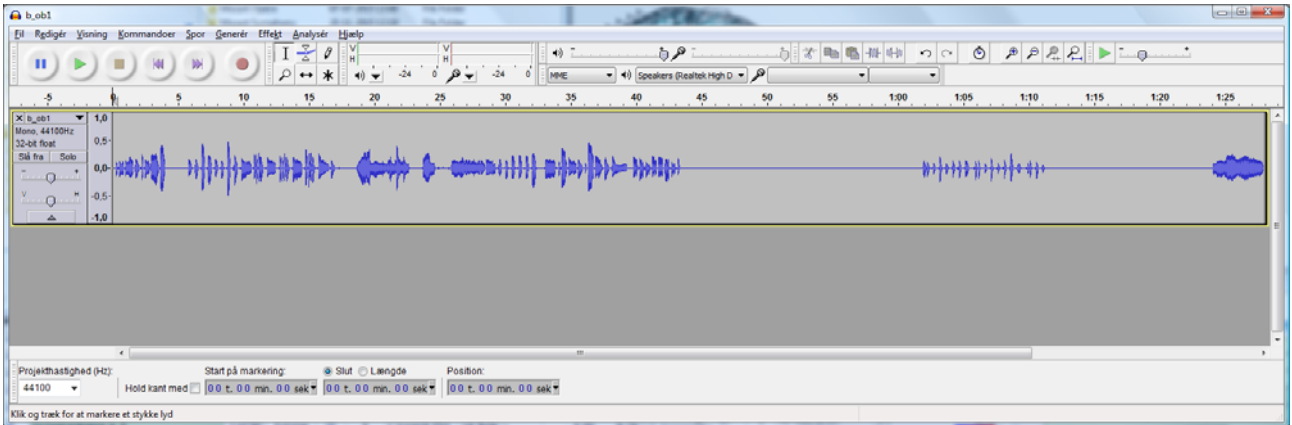 b_ob1
Fil Redigér Visning Kommandoer Spor Generér Effekt Analysér Hjælp
V
H
-24 0
V
H
-24 0
MME
Speakers (Realtek High D
-5 0 5 10 15 20 25 30 35 40 45 50 55 1:00 1:05 1:10 1:15 1:20 1:25
X b_ob1
Mono, 44100Hz
32-bit float
Slå fra Solo
- +
V H
1,0
0,5-
0,0-
-0,5-
-1,0
Projekthastighed (Hz): Start på markering: Slut Længde Position:
44100 Hold kant med 00 t. 00 min. 00 sek 00 t. 00 min. 00 sek 00 t. 00 min. 00 sek
Klik og træk for at markere et stykke lyd